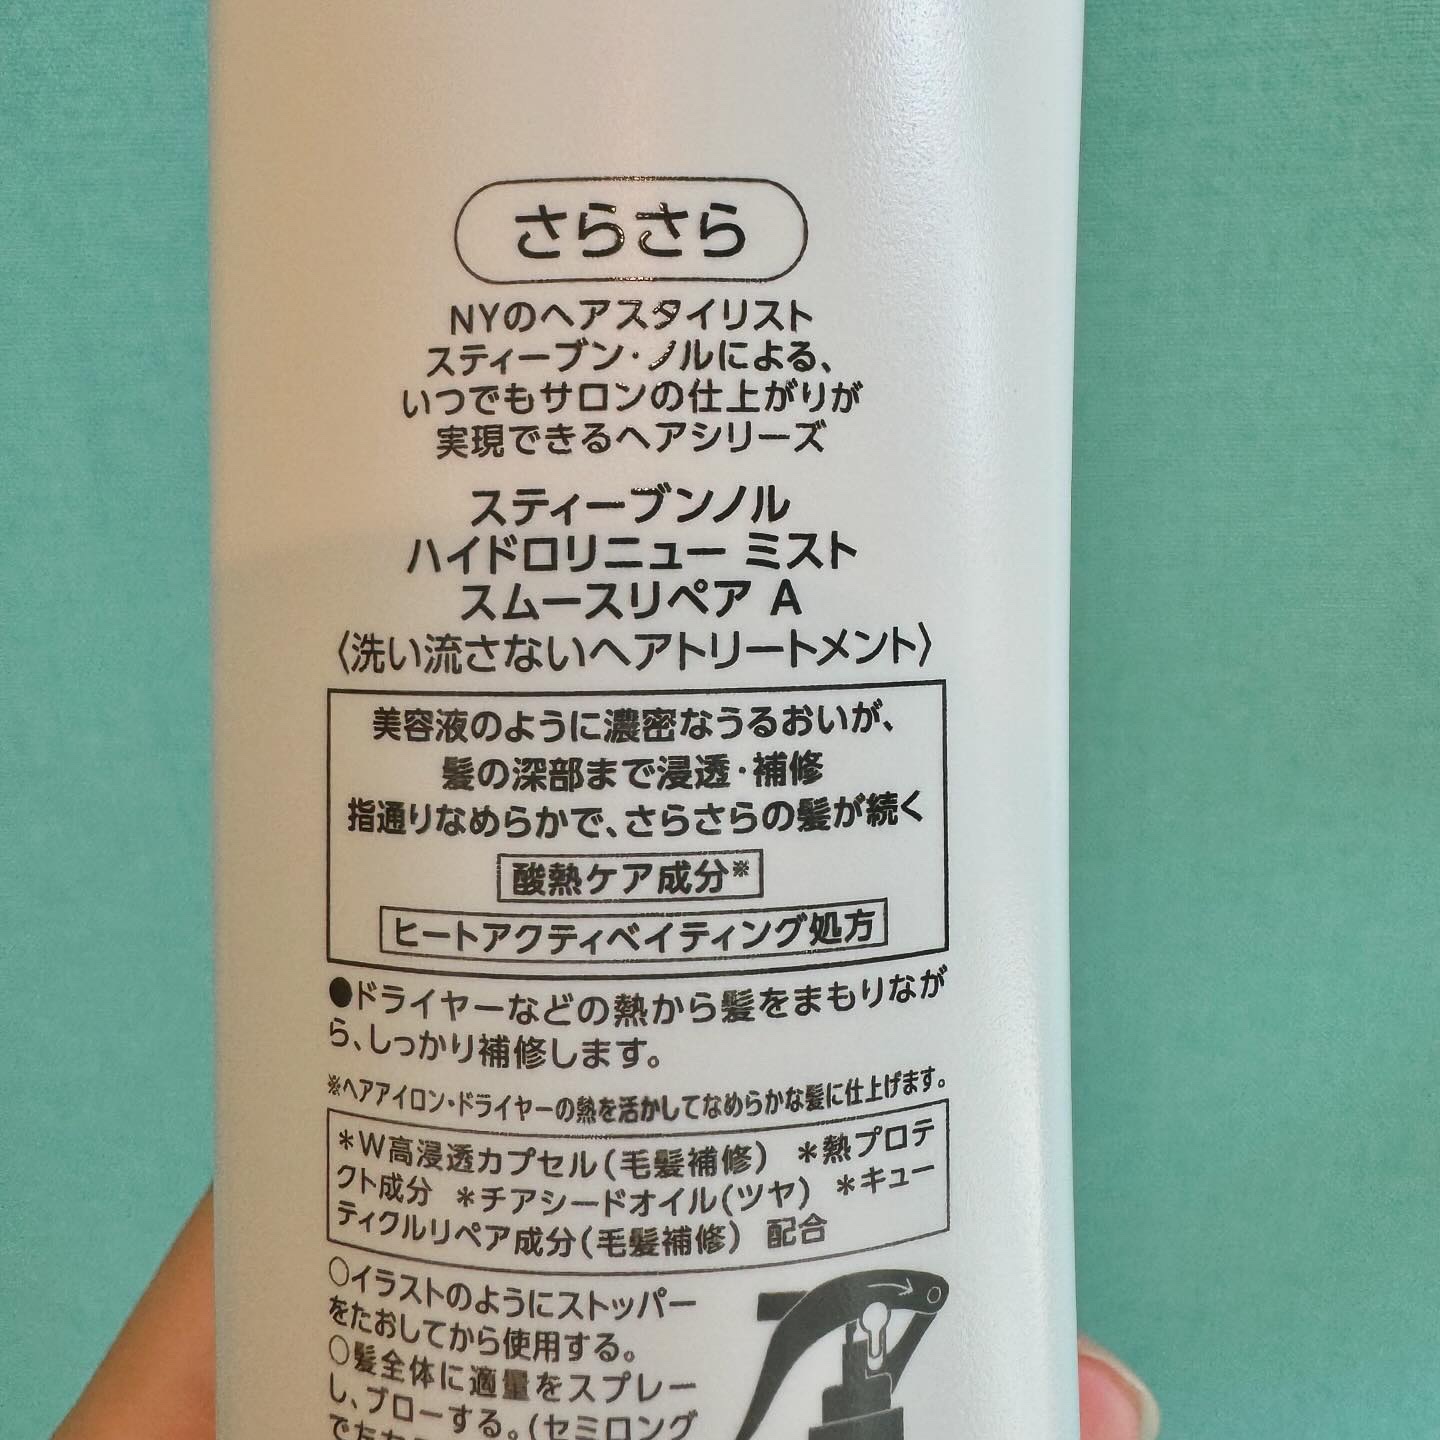 さらさら
NYのヘアスタイリスト
スティーブン・ノルによる、
いつでもサロンの仕上がりが
実現できるヘアシリーズ
スティーブンノル
ハイドロリニュー ミスト
スムースリペア A
〈洗い流さないヘアトリートメント〉
美容液のように濃密なうるおいが、
髪の深部まで浸透・補修
指通りなめらかで、さらさらの髪が続く
酸熱ケア成分※
ヒートアクティベイティング処方
●ドライヤーなどの熱から髪をまもりなが
ら、しっかり補修します。
※ヘアアイロン・ドライヤーの熱を活かしてなめらかな髪に仕上げます。
＊W高浸透カプセル(毛髪補修) ＊熱プロテ
クト成分 ＊チアシードオイル(ツヤ) ＊キュー
ティクルリペア成分(毛髪補修) 配合
○イラストのようにストッパー
をたおしてから使用する。
○髪全体に適量をスプレー
し、ブローする。(セミロング